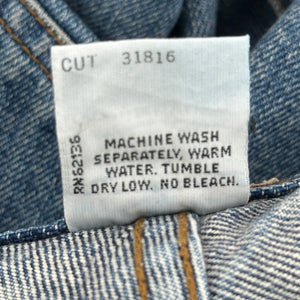 CUT 31816
RN62136
MACHINE WASH
SEPARATELY, WARM
WATER. TUMBLE
DRY LOW. NO BLEACH.